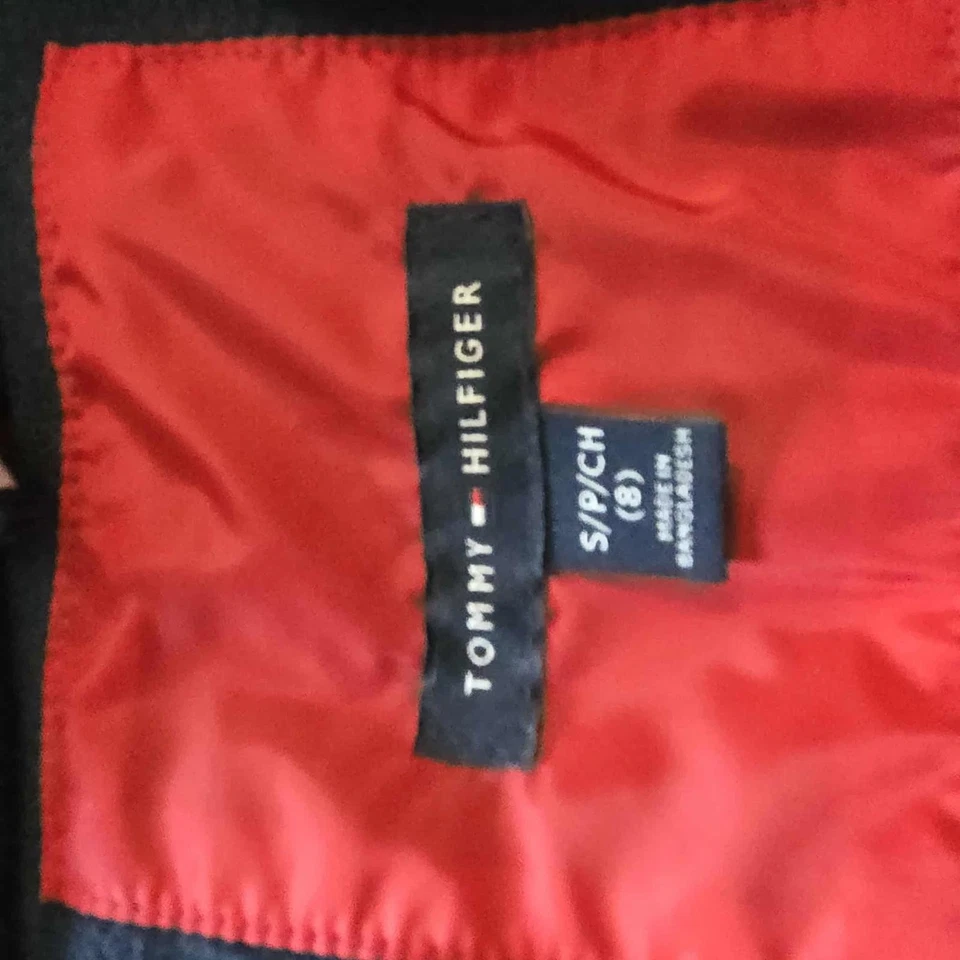 TOMMY HILFIGER
S/P/CH
(8)
MADE IN
BANGLADESH